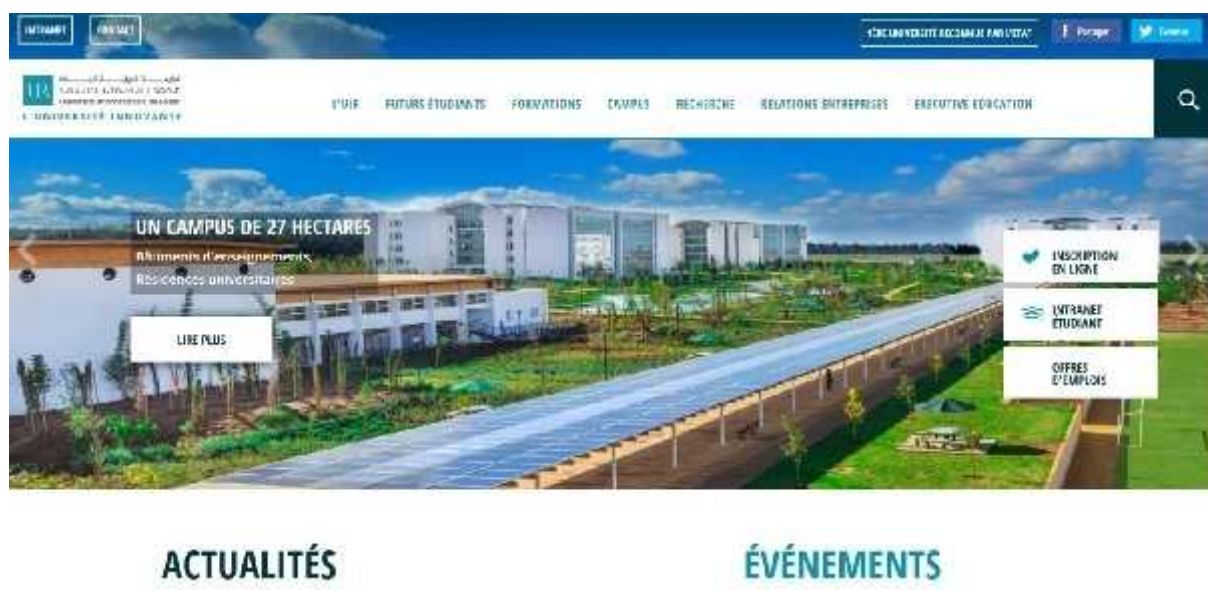 INTRANET
CONTACT
1ÈRE UNIVERSITÉ RECONNUE PAR L'ETAT
Partager
Tweeter
L'UNIVERSITÉ INNOVANTE
L'UIR
FUTURS ÉTUDIANTS
FORMATIONS
CAMPUS
RECHERCHE
RELATIONS ENTREPRISES
EXECUTIVE EDUCATION
UN CAMPUS DE 27 HECTARES
Bâtiments d'enseignements,
Résidences universitaires
LIRE PLUS
INSCRIPTION
EN LIGNE
INTRANET
ÉTUDIANT
OFFRES
D'EMPLOIS
ACTUALITÉS
ÉVÉNEMENTS